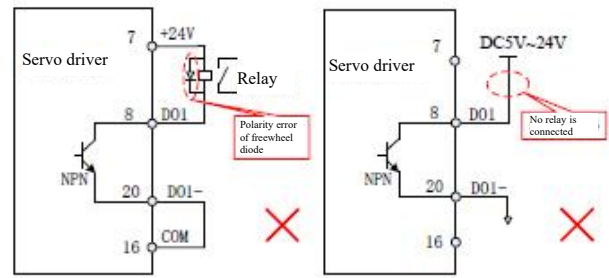 7
+24V
Servo driver
Relay
8
DO1
Polarity error
of freewheel
diode
NPN
20
DO1-
16
COM
7
DC5V~24V
Servo driver
8
DO1
No relay is
connected
NPN
20
DO1-
16